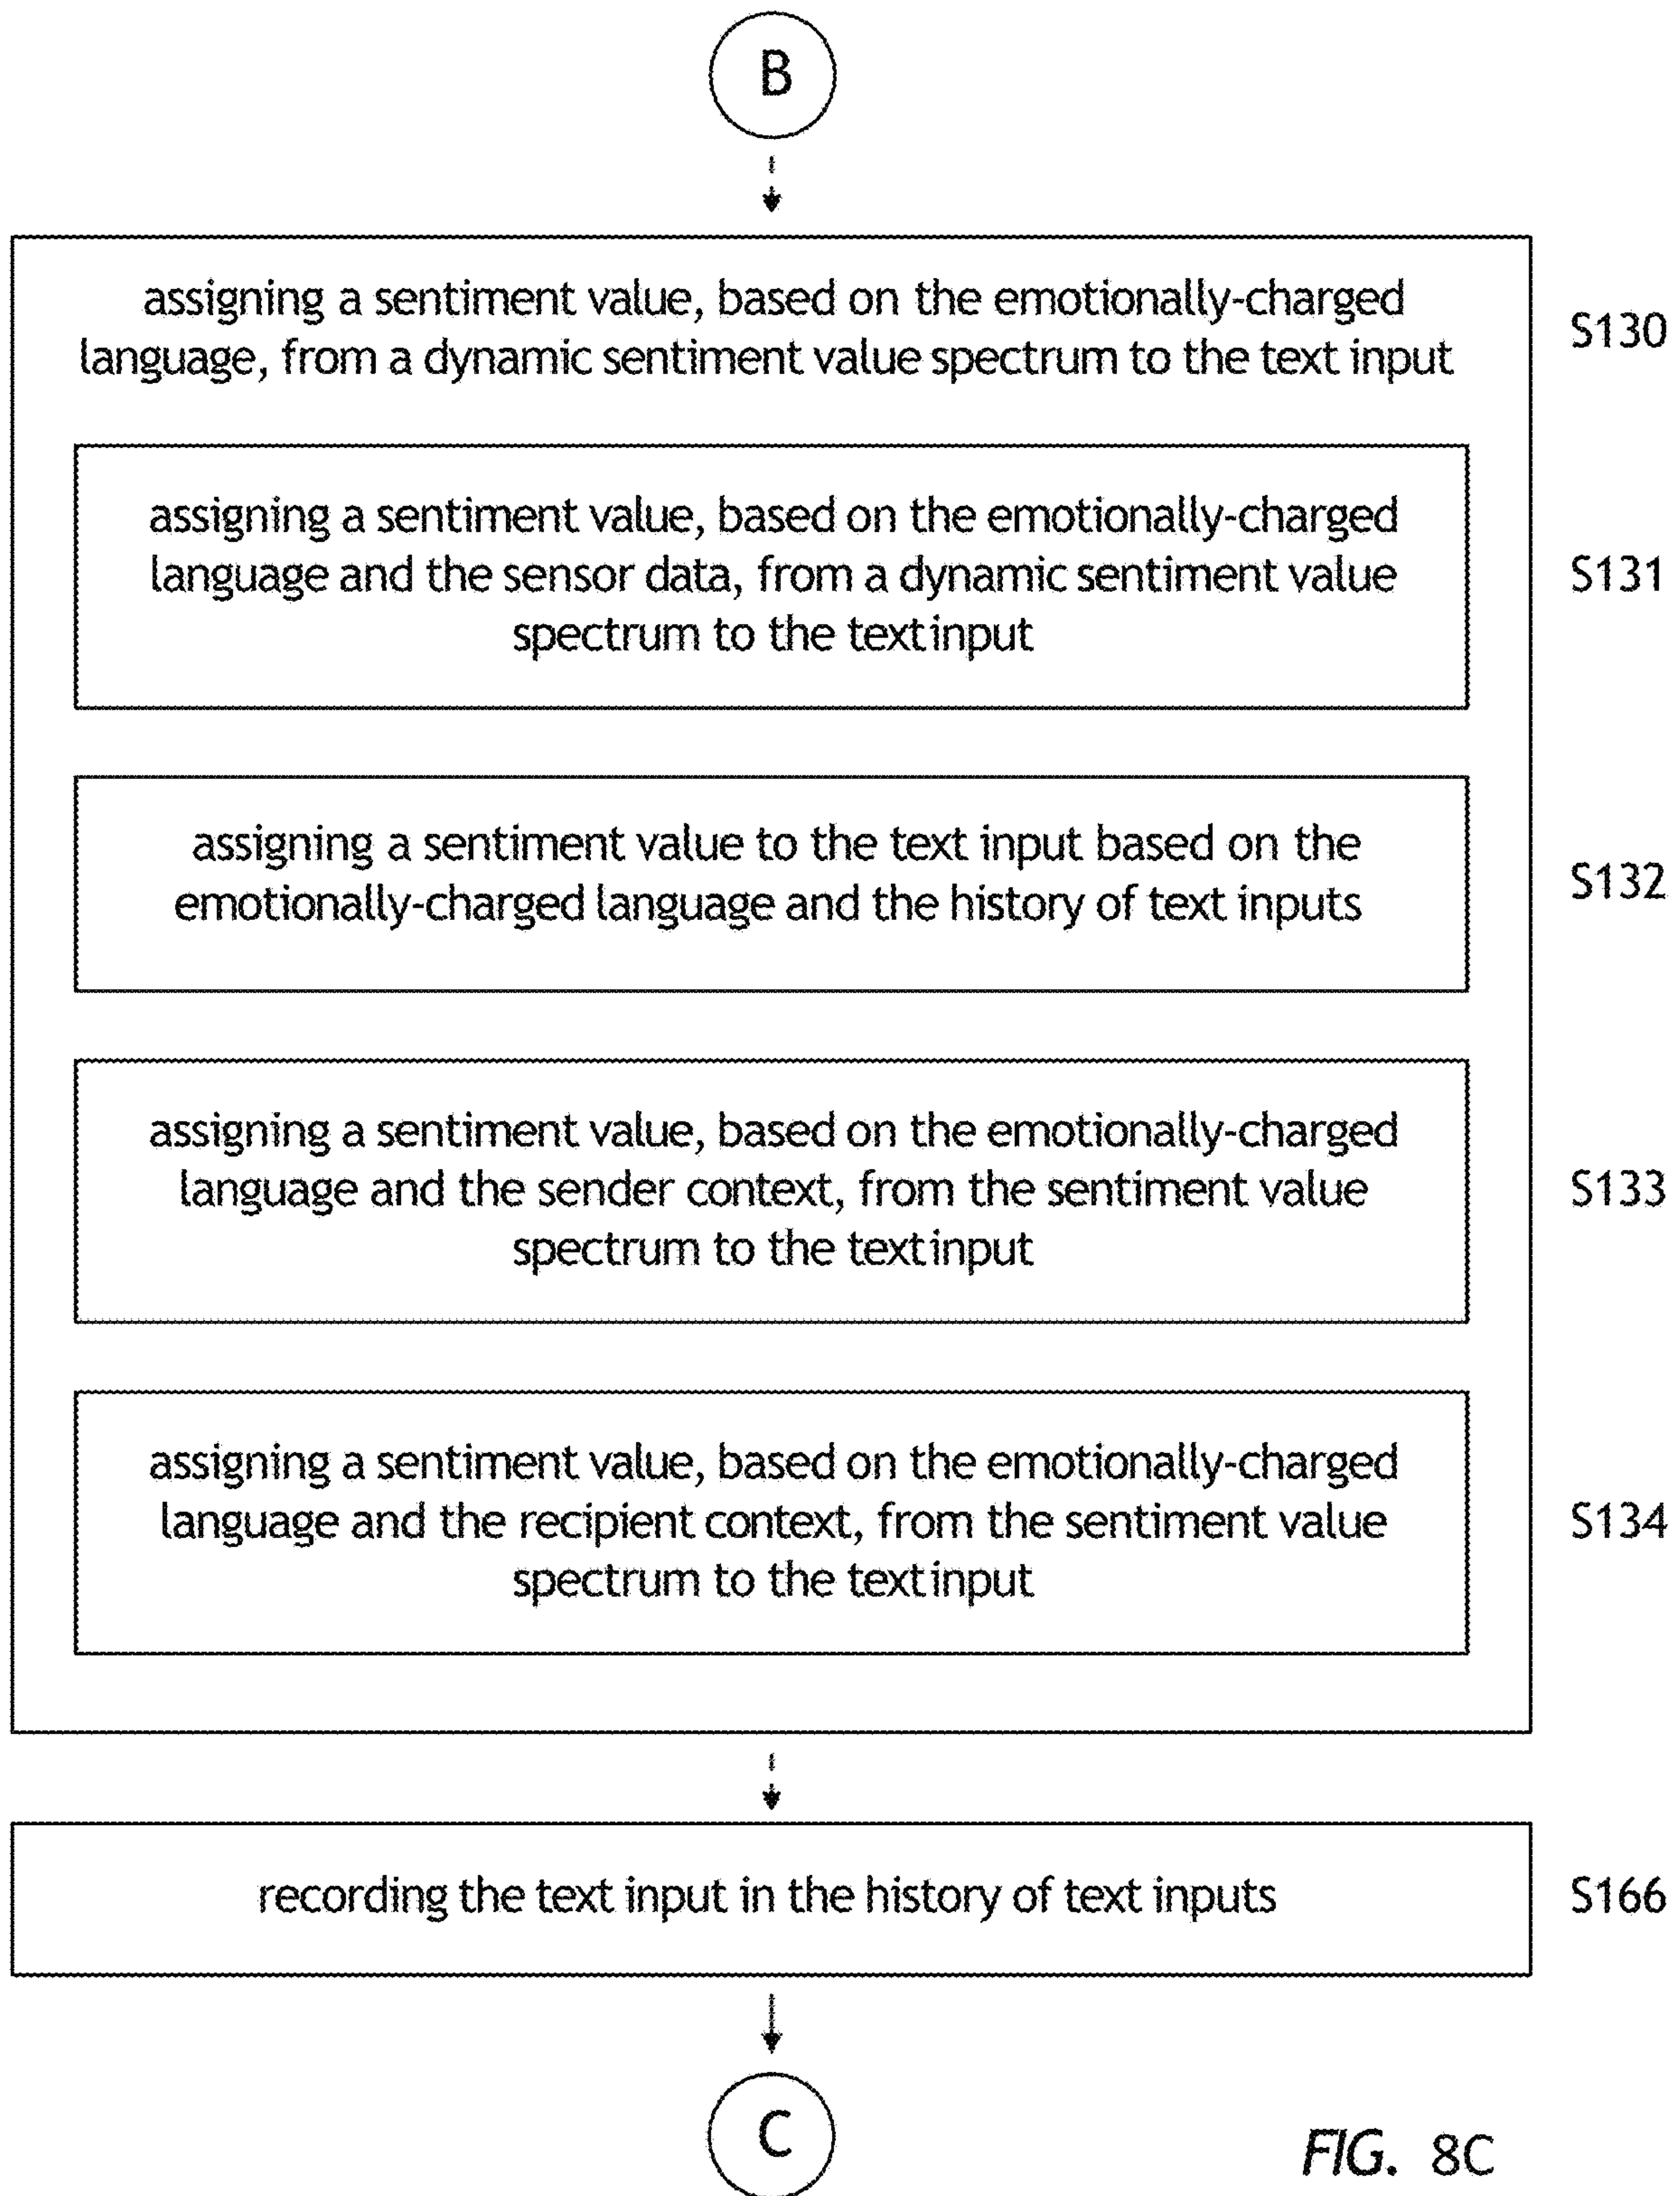 B
assigning a sentiment value, based on the emotionally-charged
language, from a dynamic sentiment value spectrum to the text input
S130
assigning a sentiment value, based on the emotionally-charged
language and the sensor data, from a dynamic sentiment value
spectrum to the text input
S131
assigning a sentiment value to the text input based on the
emotionally-charged language and the history of text inputs
S132
assigning a sentiment value, based on the emotionally-charged
language and the sender context, from the sentiment value
spectrum to the text input
S133
assigning a sentiment value, based on the emotionally-charged
language and the recipient context, from the sentiment value
spectrum to the text input
S134
recording the text input in the history of text inputs
S166
C
FIG. 8C